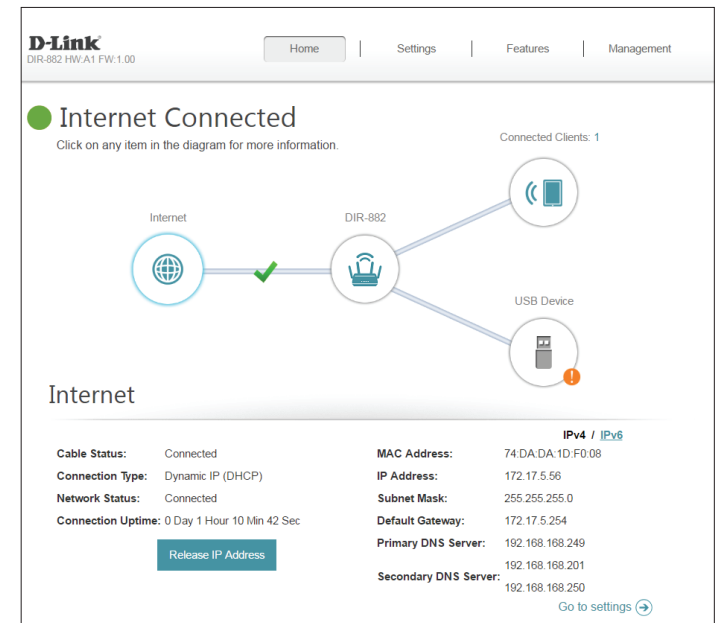 D-Link
DIR-882 HW:A1 FW:1.00
Home
Settings
Features
Management
Internet Connected
Click on any item in the diagram for more information.
Connected Clients: 1
Internet
DIR-882
USB Device
Internet
IPv4 / IPv6
Cable Status: Connected
Connection Type: Dynamic IP (DHCP)
Network Status: Connected
Connection Uptime: 0 Day 1 Hour 10 Min 42 Sec
Release IP Address
MAC Address: 74:DA:DA:1D:F0:08
IP Address: 172.17.5.56
Subnet Mask: 255.255.255.0
Default Gateway: 172.17.5.254
Primary DNS Server: 192.168.168.249
Secondary DNS Server: 192.168.168.201
192.168.168.250
Go to settings